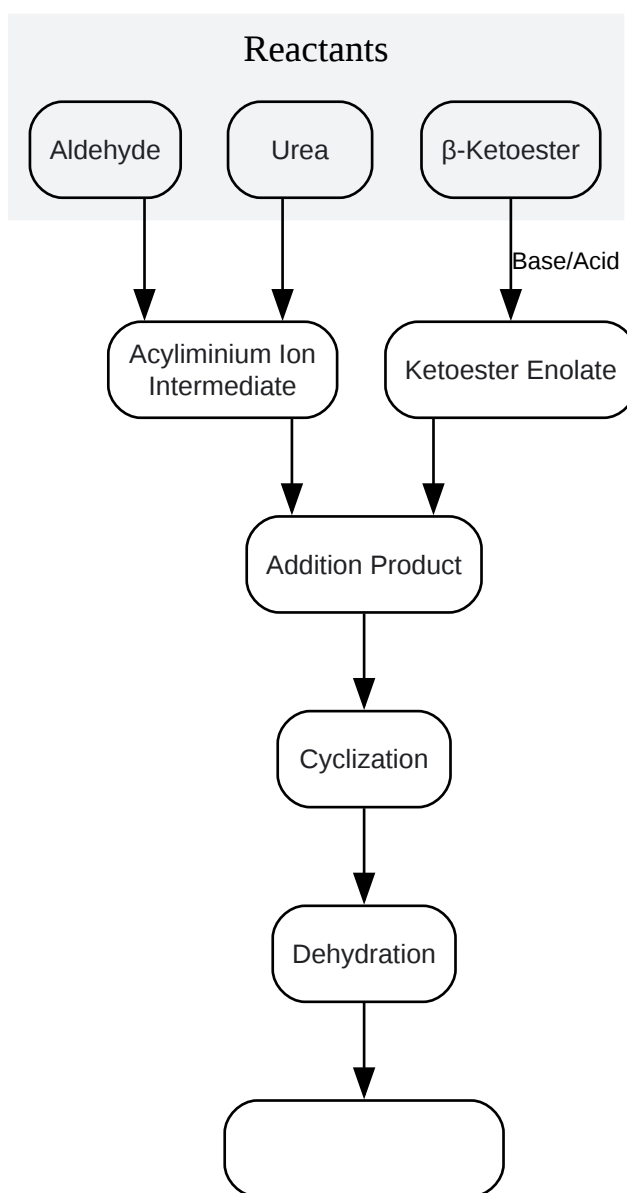 Reactants
Aldehyde
Urea
β-Ketoester
Base/Acid
Acyliminium Ion
Intermediate
Ketoester Enolate
Addition Product
Cyclization
Dehydration